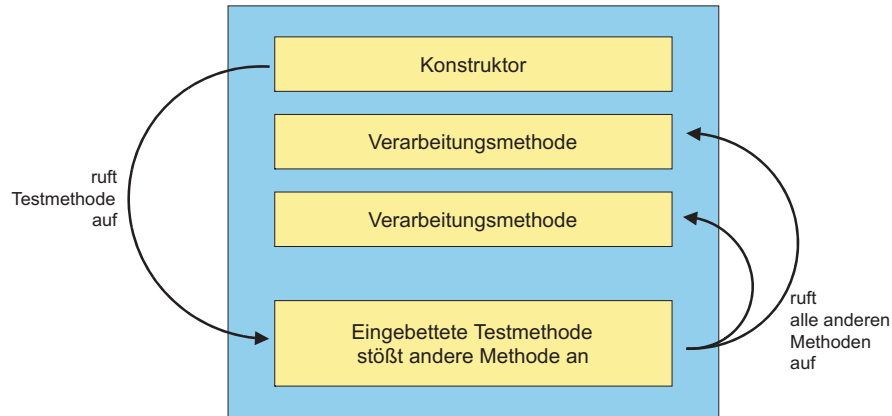 Konstruktor
Verarbeitungsmethode
ruft
Testmethode
auf
Verarbeitungsmethode
Eingebettete Testmethode
stößt andere Methode an
ruft
alle anderen
Methoden
auf